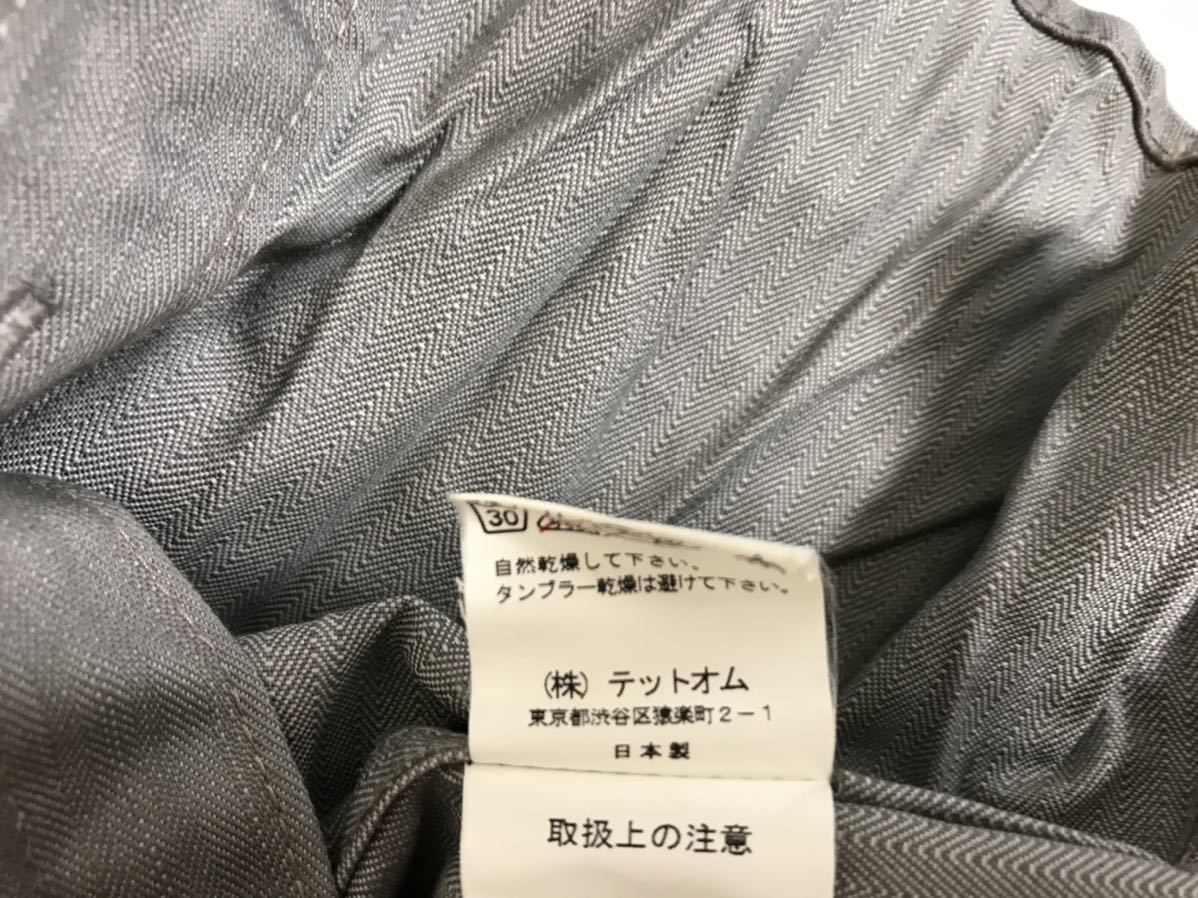 30
自然乾燥して下さい。
タンブラー乾燥は避けて下さい。
(株) テットオム
東京都渋谷区猿楽町2-1
日本製
取扱上の注意